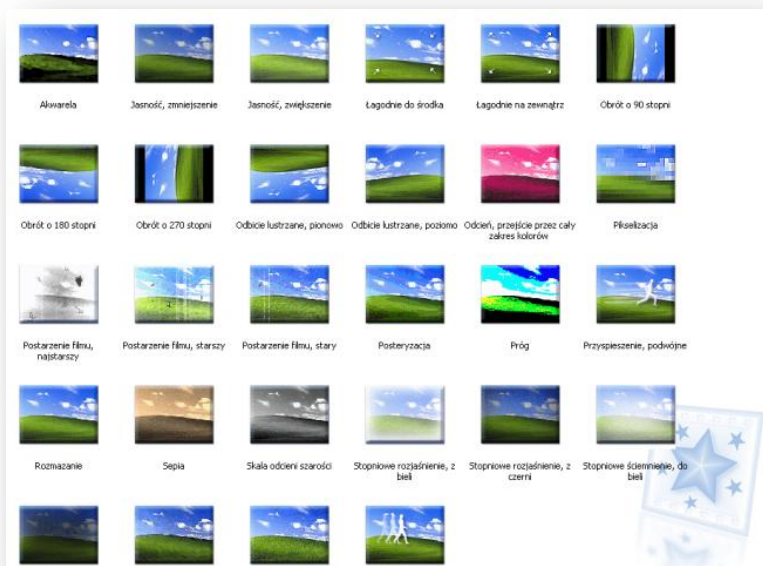 Akwarela
Jasność, zmniejszenie
Jasność, zwiększenie
Łagodnie do środka
Łagodnie na zewnątrz
Obrót o 90 stopni
Obrót o 180 stopni
Obrót o 270 stopni
Odbicie lustrzane, pionowo
Odbicie lustrzane, poziomo
Odcień, przejście przez cały
zakres kolorów
Pikselizacja
Postarzenie filmu,
najstarszy
Postarzenie filmu, starszy
Postarzenie filmu, stary
Posteryzacja
Próg
Przyspieszenie, podwójne
Rozmazanie
Sepia
Skala odcieni szarości
Stopniowe rozjaśnienie, z
bieli
Stopniowe rozjaśnienie, z
czerni
Stopniowe ściemnienie, do
bieli